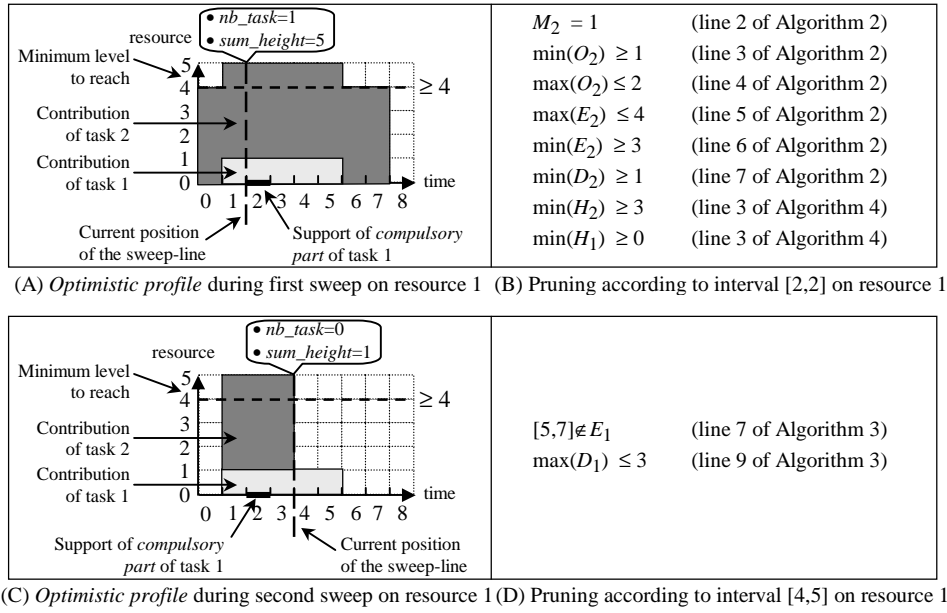 • nb_task=1
• sum_height=5
resource
Minimum level
to reach
5
4
3
2
1
0
≥ 4
Contribution
of task 2
Contribution
of task 1
time
0 1 2 3 4 5 6 7 8
Current position
of the sweep-line
Support of compulsory
part of task 1
(A) Optimistic profile during first sweep on resource 1
M2 = 1 (line 2 of Algorithm 2)
min(O2) ≥ 1 (line 3 of Algorithm 2)
max(O2) ≤ 2 (line 4 of Algorithm 2)
max(E2) ≤ 4 (line 5 of Algorithm 2)
min(E2) ≥ 3 (line 6 of Algorithm 2)
min(D2) ≥ 1 (line 7 of Algorithm 2)
min(H2) ≥ 3 (line 3 of Algorithm 4)
min(H1) ≥ 0 (line 3 of Algorithm 4)
(B) Pruning according to interval [2,2] on resource 1
• nb_task=0
• sum_height=1
resource
Minimum level
to reach
5
4
3
2
1
0
≥ 4
Contribution
of task 2
Contribution
of task 1
time
0 1 2 3 4 5 6 7 8
Support of compulsory
part of task 1
Current position
of the sweep-line
(C) Optimistic profile during second sweep on resource 1
[5,7]∉E1 (line 7 of Algorithm 3)
max(D1) ≤ 3 (line 9 of Algorithm 3)
(D) Pruning according to interval [4,5] on resource 1